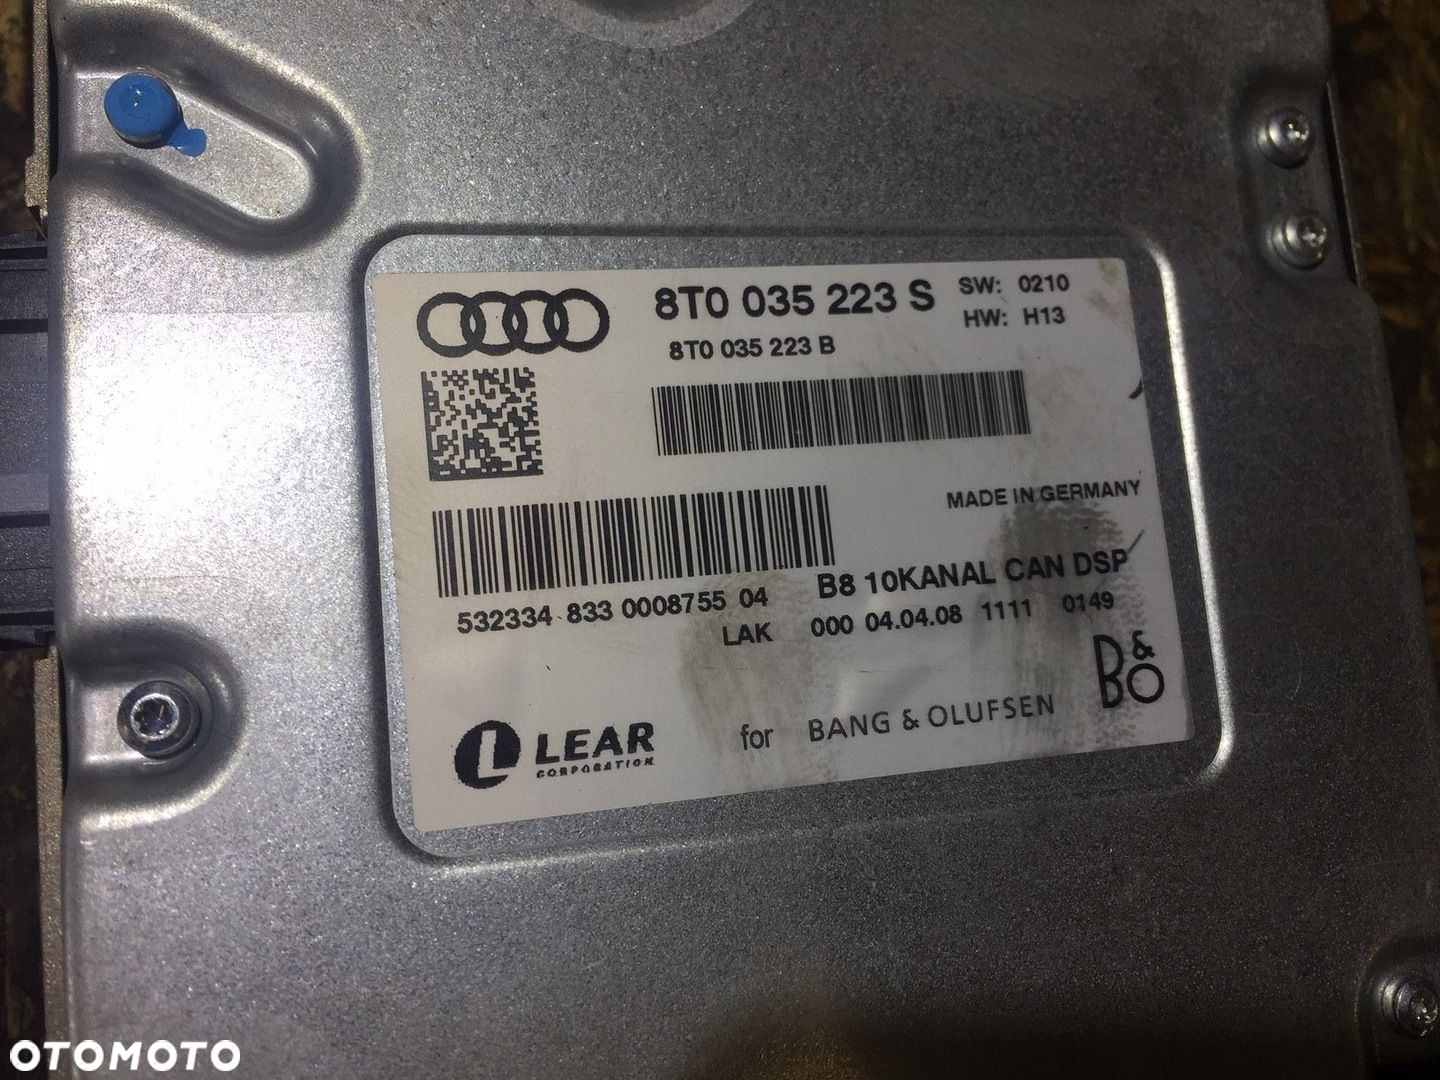 8T0 035 223 S
SW: 0210
HW: H13
8T0 035 223 B
MADE IN GERMANY
532334 833 0008755 04
B8 10KANAL CAN DSP
LAK 000 04.04.08 1111 0149
B&O
L LEAR
CORPORATION
for BANG & OLUFSEN
OTOMOTO